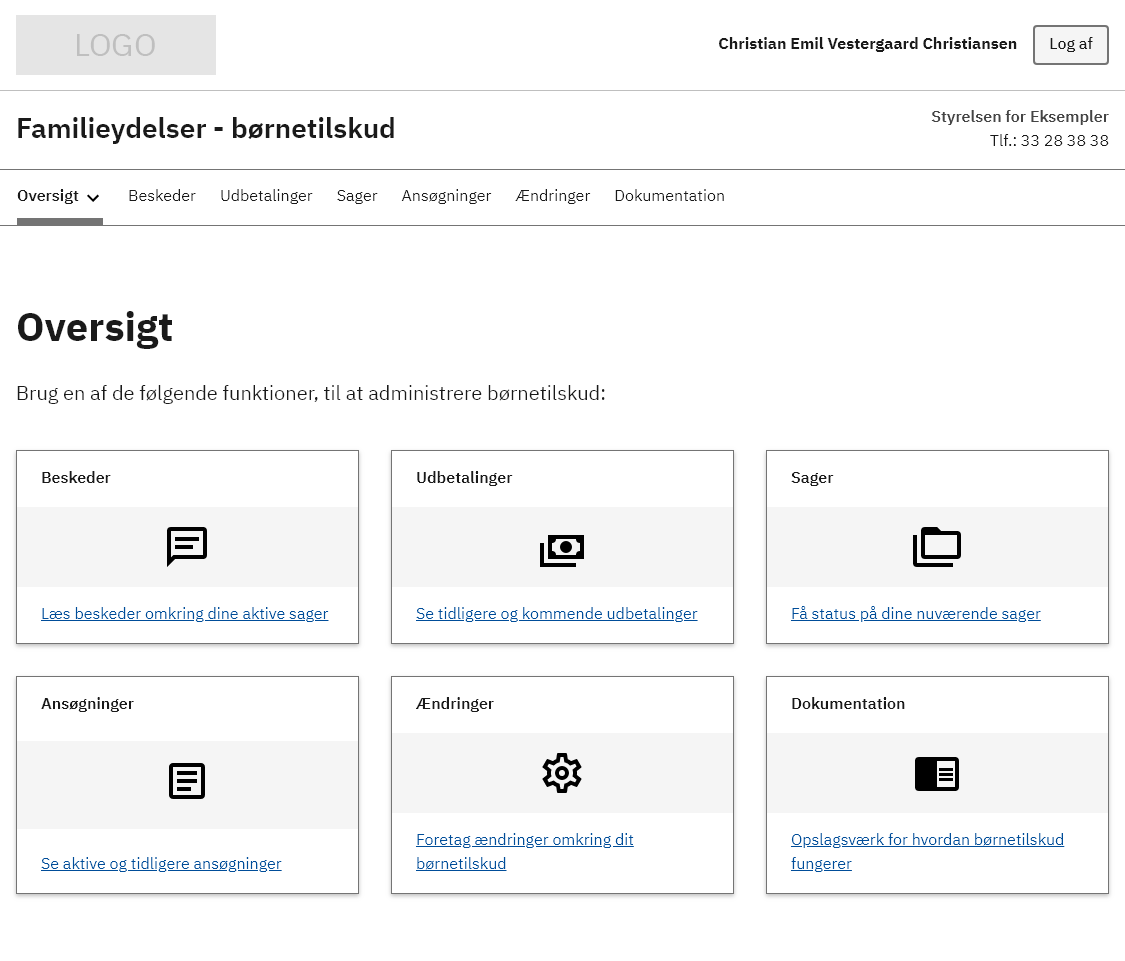 LOGO
Christian Emil Vestergaard Christiansen
Log af
Familieydelser - børnetilskud
Styrelsen for Eksempler
Tlf.: 33 28 38 38
Oversigt
Beskeder
Udbetalinger
Sager
Ansøgninger
Ændringer
Dokumentation
Oversigt
Brug en af de følgende funktioner, til at administrere børnetilskud:
Beskeder
Læs beskeder omkring dine aktive sager
Udbetalinger
Se tidligere og kommende udbetalinger
Sager
Få status på dine nuværende sager
Ansøgninger
Se aktive og tidligere ansøgninger
Ændringer
Foretag ændringer omkring dit
børnetilskud
Dokumentation
Opslagsværk for hvordan børnetilskud
fungerer